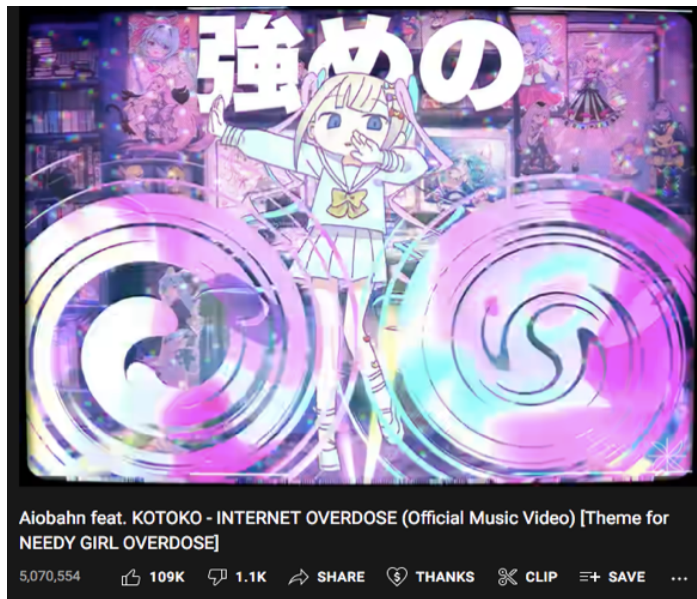 強めの
Aiobahn feat. KOTOKO - INTERNET OVERDOSE (Official Music Video) [Theme for
NEEDY GIRL OVERDOSE]
5,070,554 109K 1.1K SHARE THANKS CLIP SAVE ...